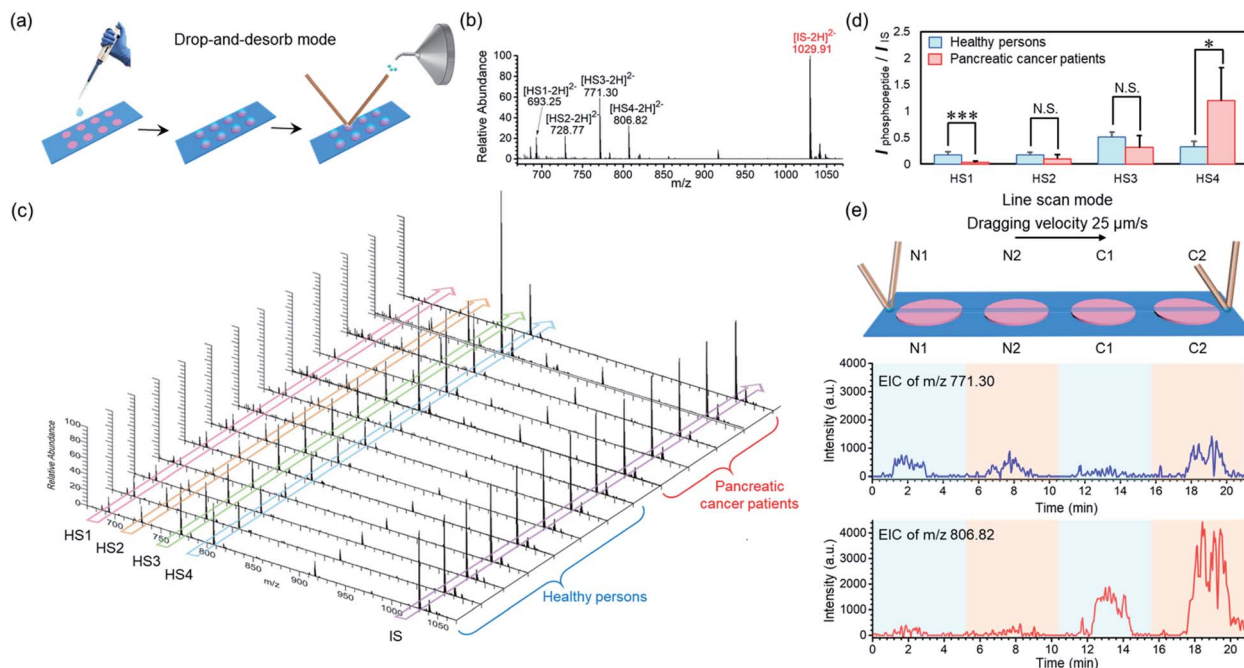 (a)
Drop-and-desorb mode
(b)
Relative Abundance
100
80
60
40
20
0
[HS1-2H]2-
693.25
[HS2-2H]2-
728.77
[HS3-2H]2-
771.30
[HS4-2H]2-
806.82
[IS-2H]2-
1029.91
700 750 800 850 900 950 1000 1050
m/z
(c)
Relative Abundance
100
80
60
40
20
0
HS1
HS2
HS3
HS4
IS
700
750
800
850
900
950
1000
1050
m/z
Healthy persons
Pancreatic
cancer patients
(d)
I phosphopeptide / I IS
2.5
2
1.5
1
0.5
0
Healthy persons
Pancreatic cancer patients
***
N.S.
N.S.
*
HS1 HS2 HS3 HS4
(e)
Line scan mode
Dragging velocity 25 µm/s
N1 N2 C1 C2
N1 N2 C1 C2
Intensity (a.u.)
4000
3000
2000
1000
0
EIC of m/z 771.30
0 2 4 6 8 10 12 14 16 18 20
Time (min)
Intensity (a.u.)
4000
3000
2000
1000
0
EIC of m/z 806.82
0 2 4 6 8 10 12 14 16 18 20
Time (min)